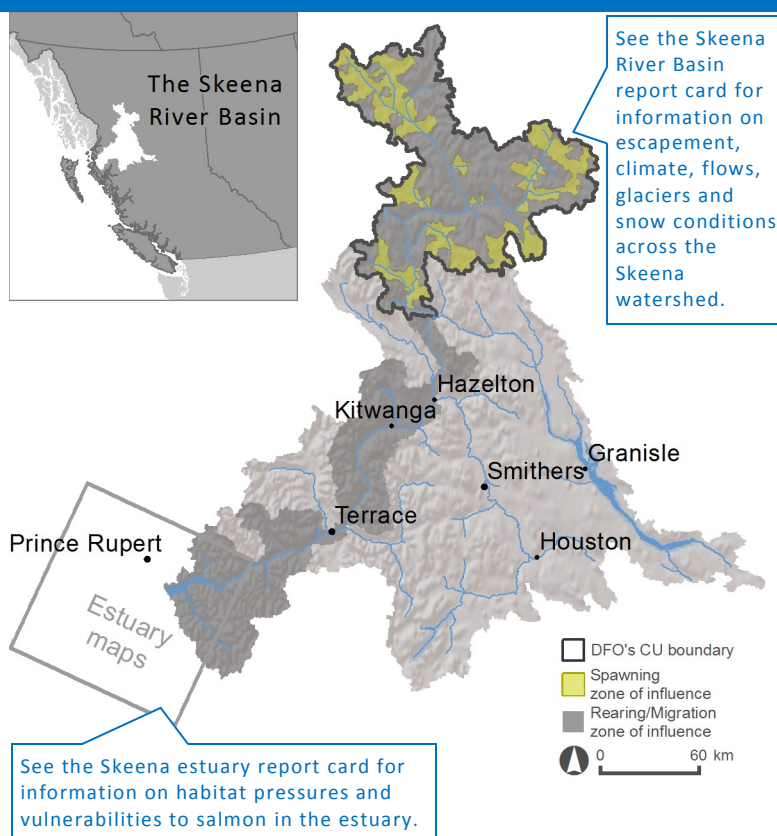 The Skeena
River Basin
See the Skeena
River Basin
report card for
information on
escapement,
climate, flows,
glaciers and
snow conditions
across the
Skeena
watershed.
Hazelton
Kitwanga
Granisle
Smithers
Terrace
Prince Rupert
Houston
Estuary
maps
DFO's CU boundary
Spawning
zone of influence
Rearing/Migration
zone of influence
0 60 km
See the Skeena estuary report card for
information on habitat pressures and
vulnerabilities to salmon in the estuary.